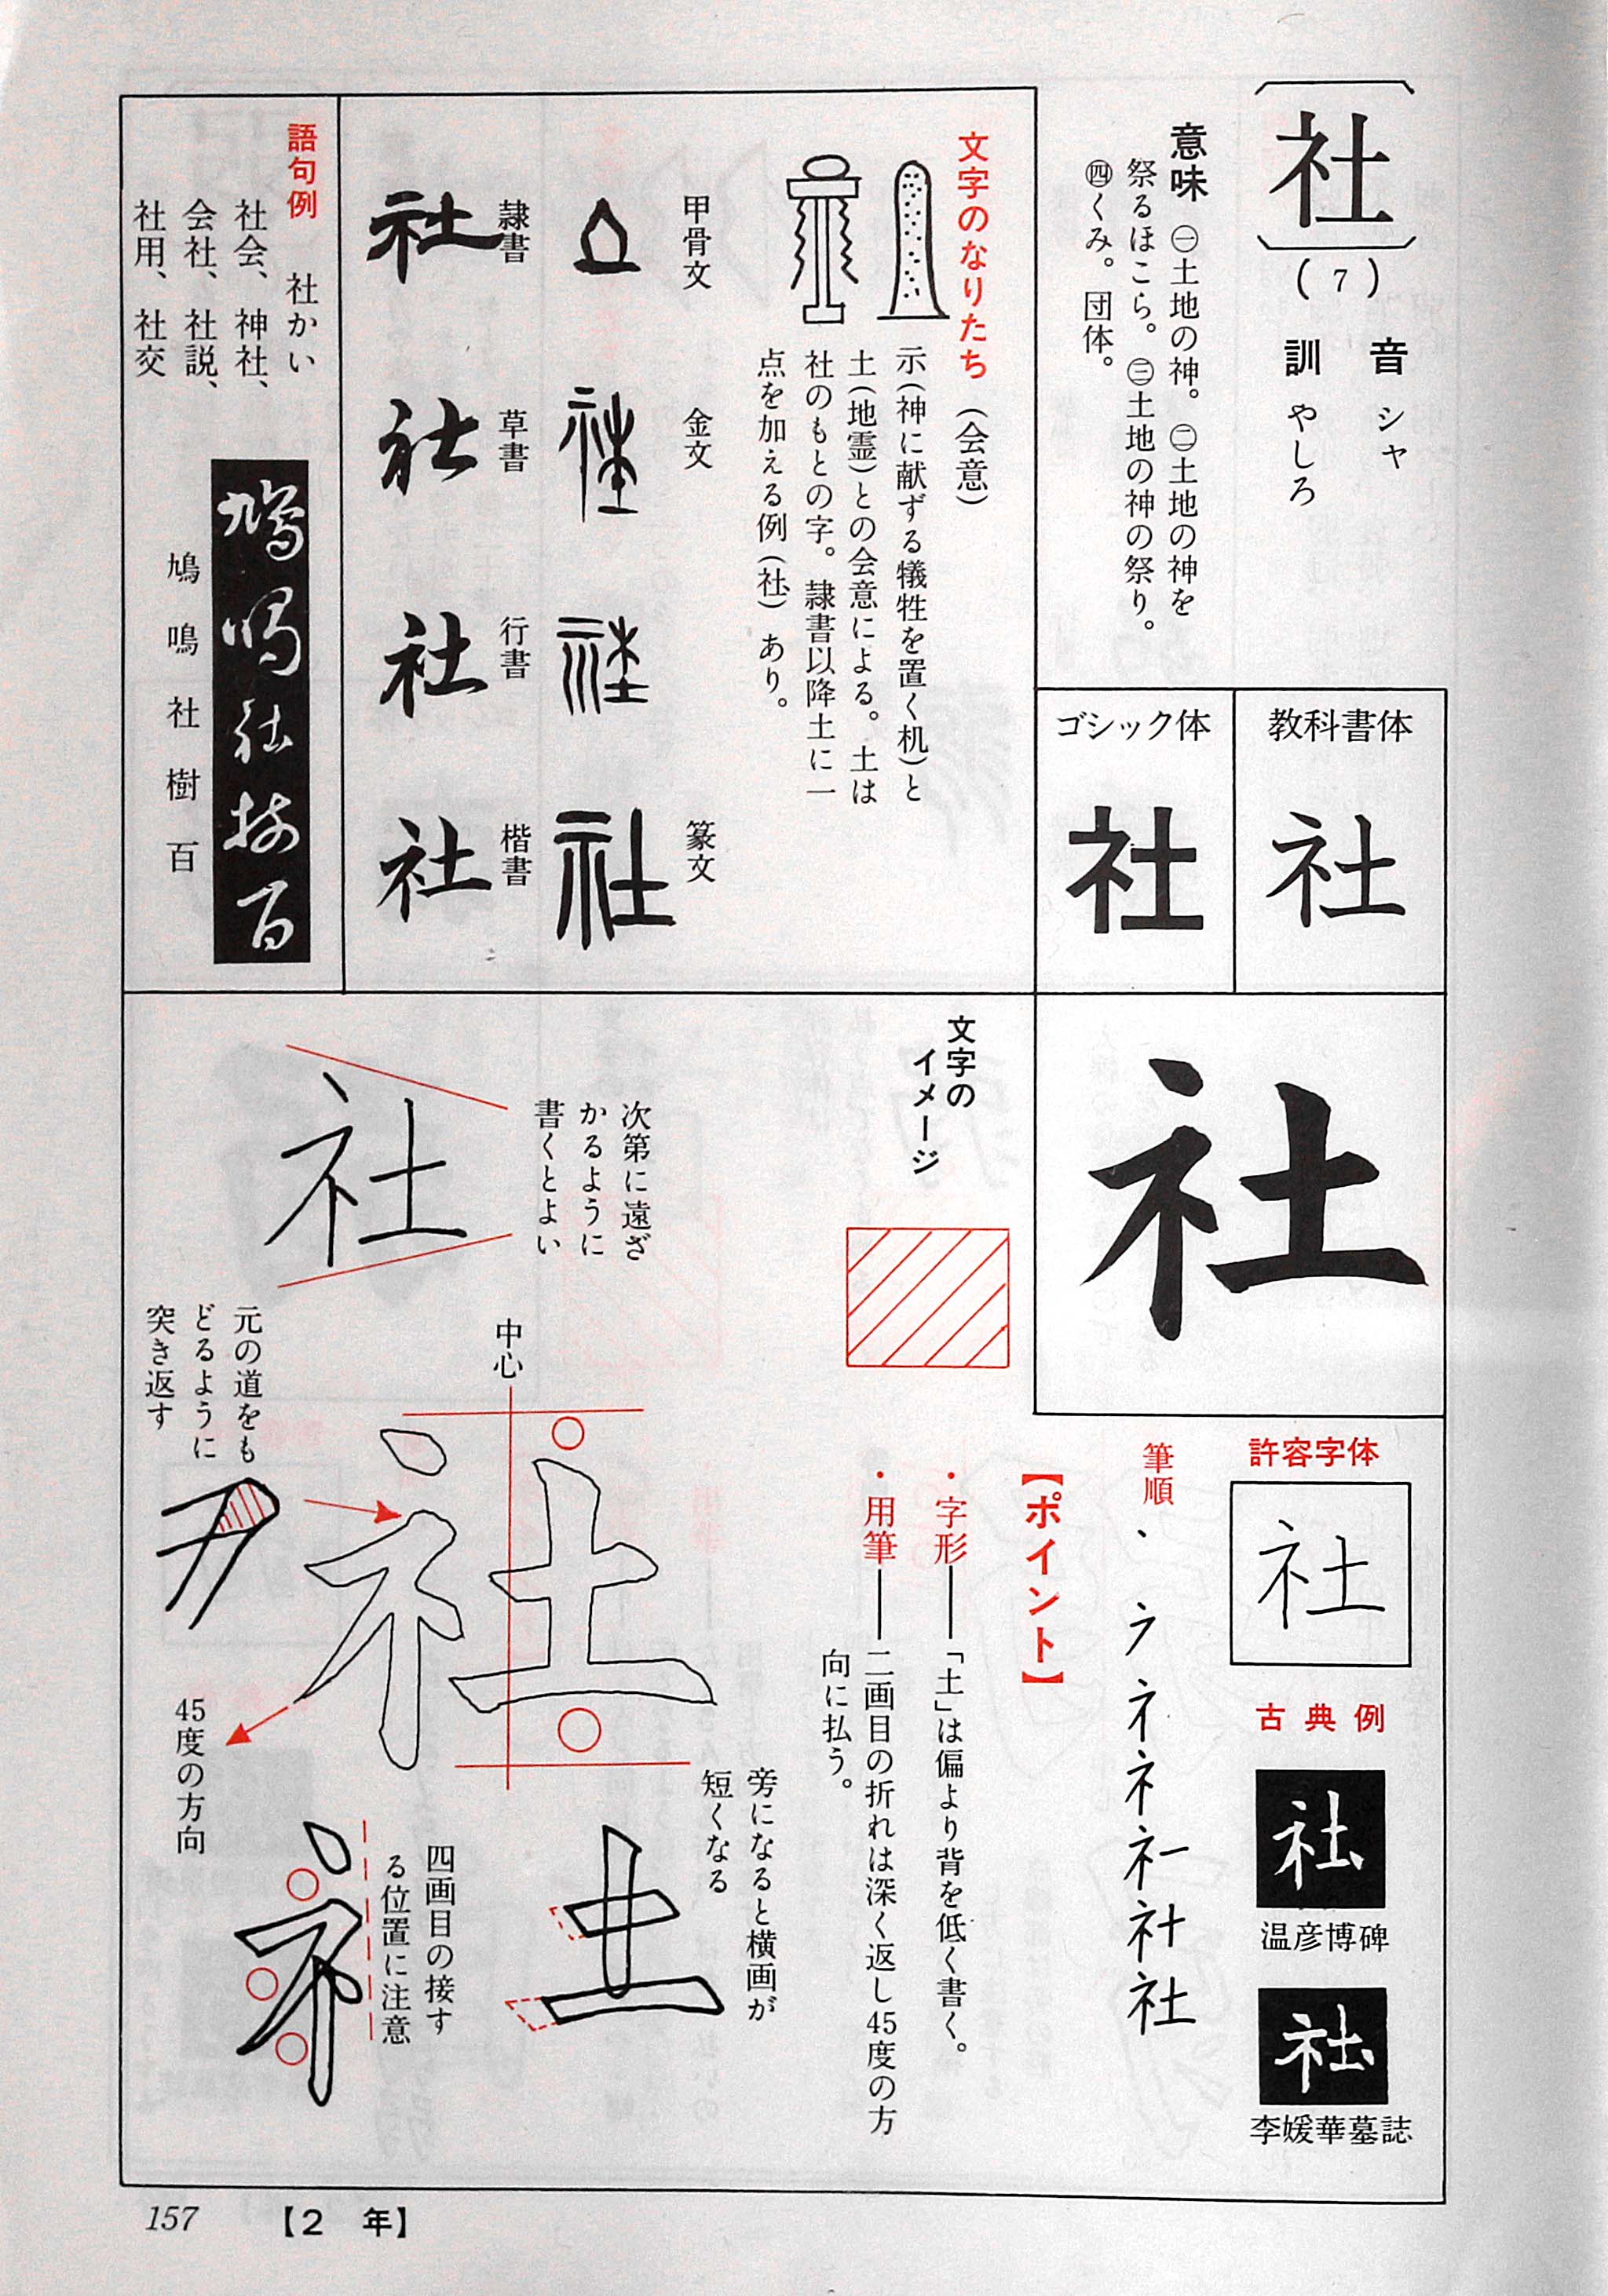 社
(7)
音 シャ
訓 やしろ
意味 ㊀土地の神。㊁土地の神を
祭るほこら。㊂土地の神の祭り。
㊃くみ。団体。
教科書体
社
ゴシック体
社
文字のなりたち (会意)
示(神に献ずる犠牲を置く机)と
土(地霊)との会意による。土は
社のもとの字。隷書以降土に一
点を加える例(社)あり。
甲骨文
金文
篆文
隷書
社
草書
社
行書
社
楷書
社
語句例 社かい
社会、神社、
会社、社説、
社用、社交
鳩鳴社樹百
鳩鳴社樹百
社
許容字体
社
古典例
社
温彦博碑
社
李媛華墓誌
筆順
社
【ポイント】
・字形―「土」は偏より背を低く書く。
・用筆―二画目の折れは深く返し45度の方
向に払う。
文字の
イメージ
次第に遠ざ
かるように
書くとよい
社
中心
社
元の道をも
どるように
突き返す
45度の方向
旁になると横画が
短くなる
土
四画目の接す
る位置に注意
157
【2 年】